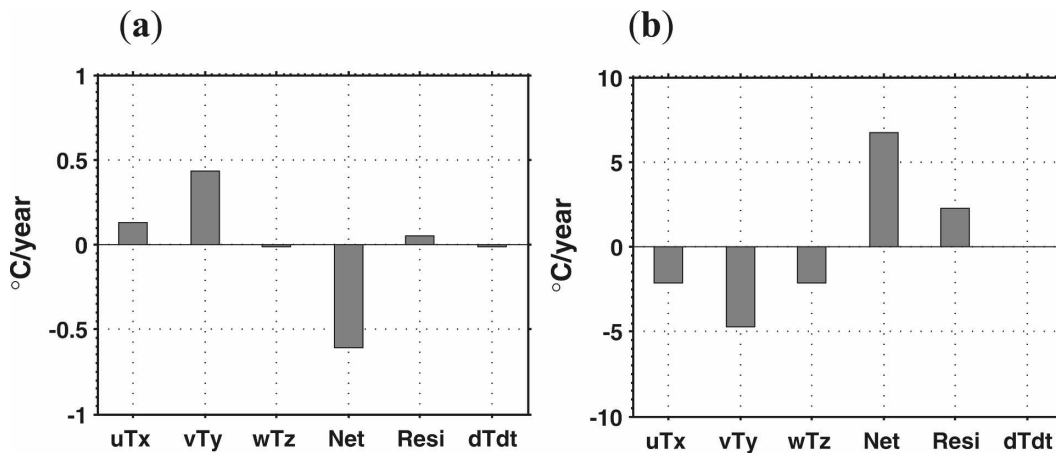 (a)
(b)
1
0.5
0
-0.5
-1
°C/year
uTx vTy wTz Net Resi dTdt
10
5
0
-5
-10
°C/year
uTx vTy wTz Net Resi dTdt